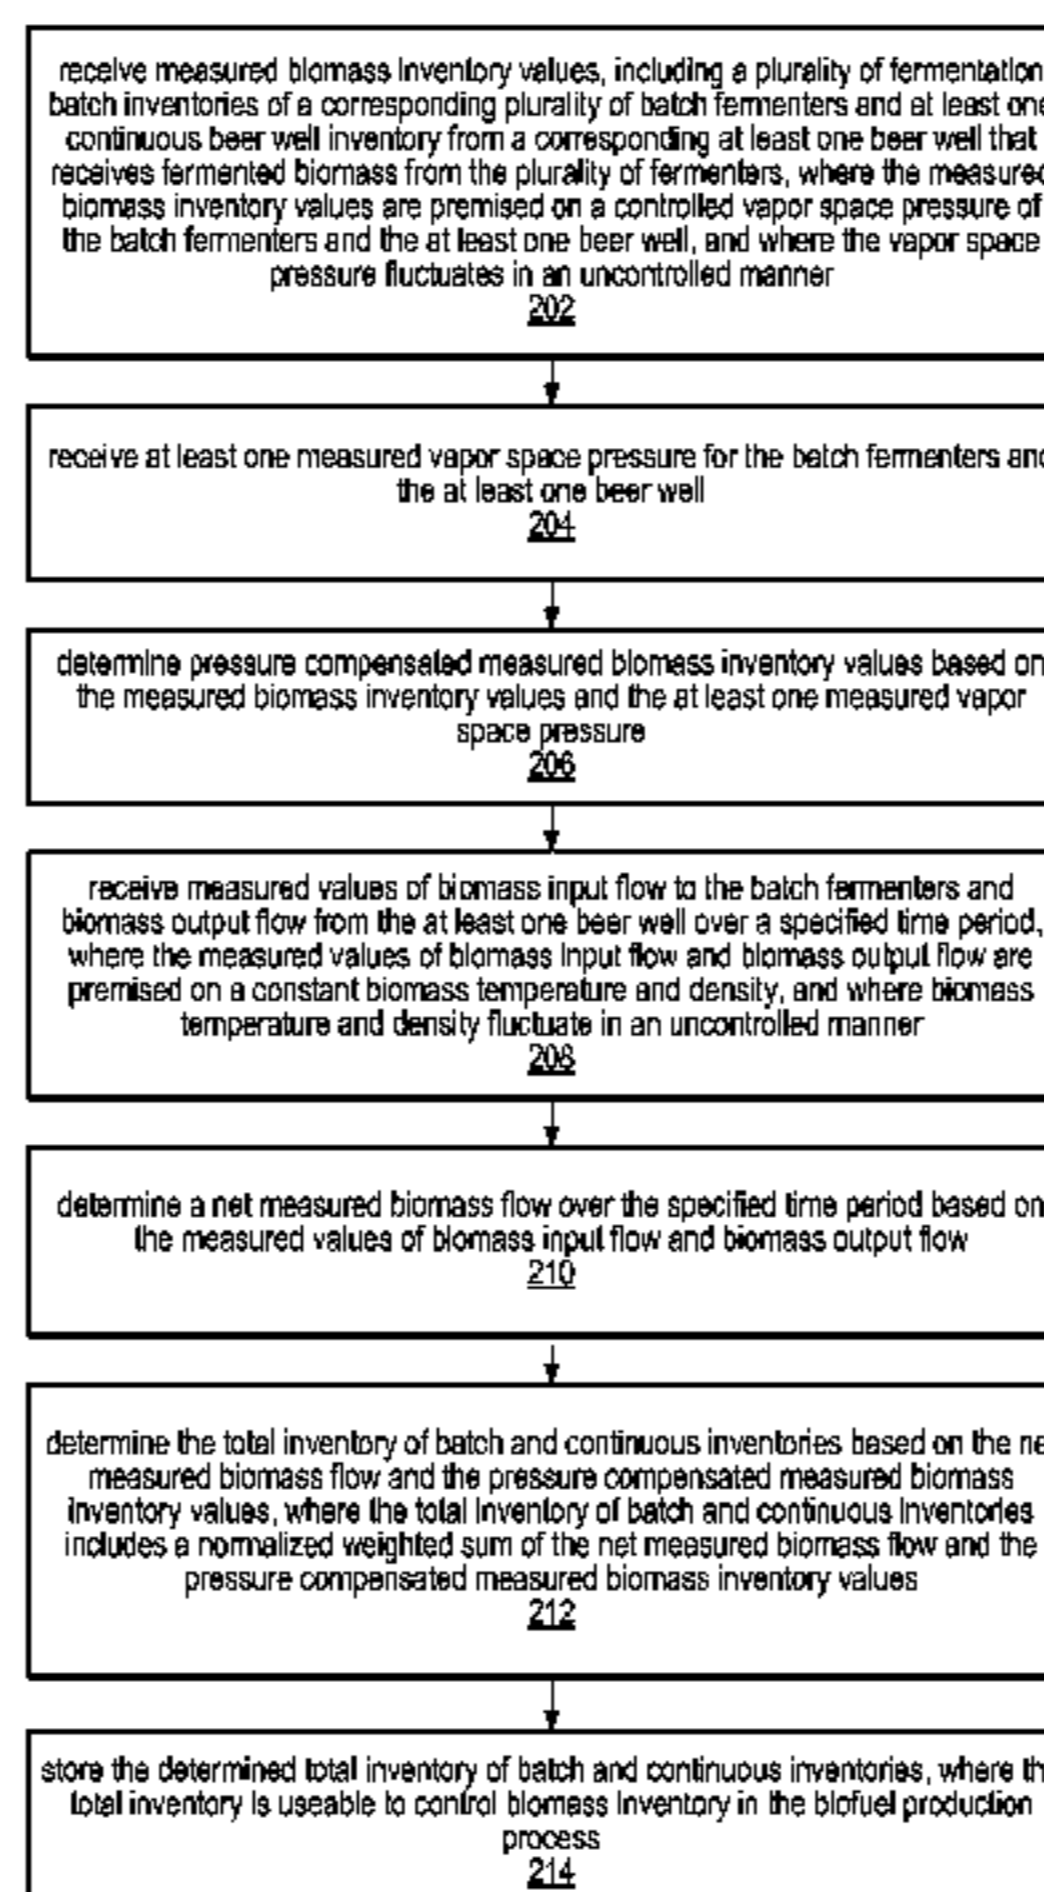 receive measured biomass inventory values, including a plurality of fermentation
batch inventories of a corresponding plurality of batch fermenters and at least one
continuous beer well inventory from a corresponding at least one beer well that
receives fermented biomass from the plurality of fermenters, where the measured
biomass inventory values are premised on a controlled vapor space pressure of
the batch fermenters and the at least one beer well, and where the vapor space
pressure fluctuates in an uncontrolled manner
202
receive at least one measured vapor space pressure for the batch fermenters and
the at least one beer well
204
determine pressure compensated measured biomass inventory values based on
the measured biomass inventory values and the at least one measured vapor
space pressure
206
receive measured values of biomass input flow to the batch fermenters and
biomass output flow from the at least one beer well over a specified time period,
where the measured values of biomass input flow and biomass output flow are
premised on a constant biomass temperature and density, and where biomass
temperature and density fluctuate in an uncontrolled manner
208
determine a net measured biomass flow over the specified time period based on
the measured values of biomass input flow and biomass output flow
210
determine the total inventory of batch and continuous inventories based on the ne
measured biomass flow and the pressure compensated measured biomass
inventory values, where the total inventory of batch and continuous inventories
includes a normalized weighted sum of the net measured biomass flow and the
pressure compensated measured biomass inventory values
212
store the determined total inventory of batch and continuous inventories, where th
total inventory is useable to control biomass inventory in the biofuel production
process
214